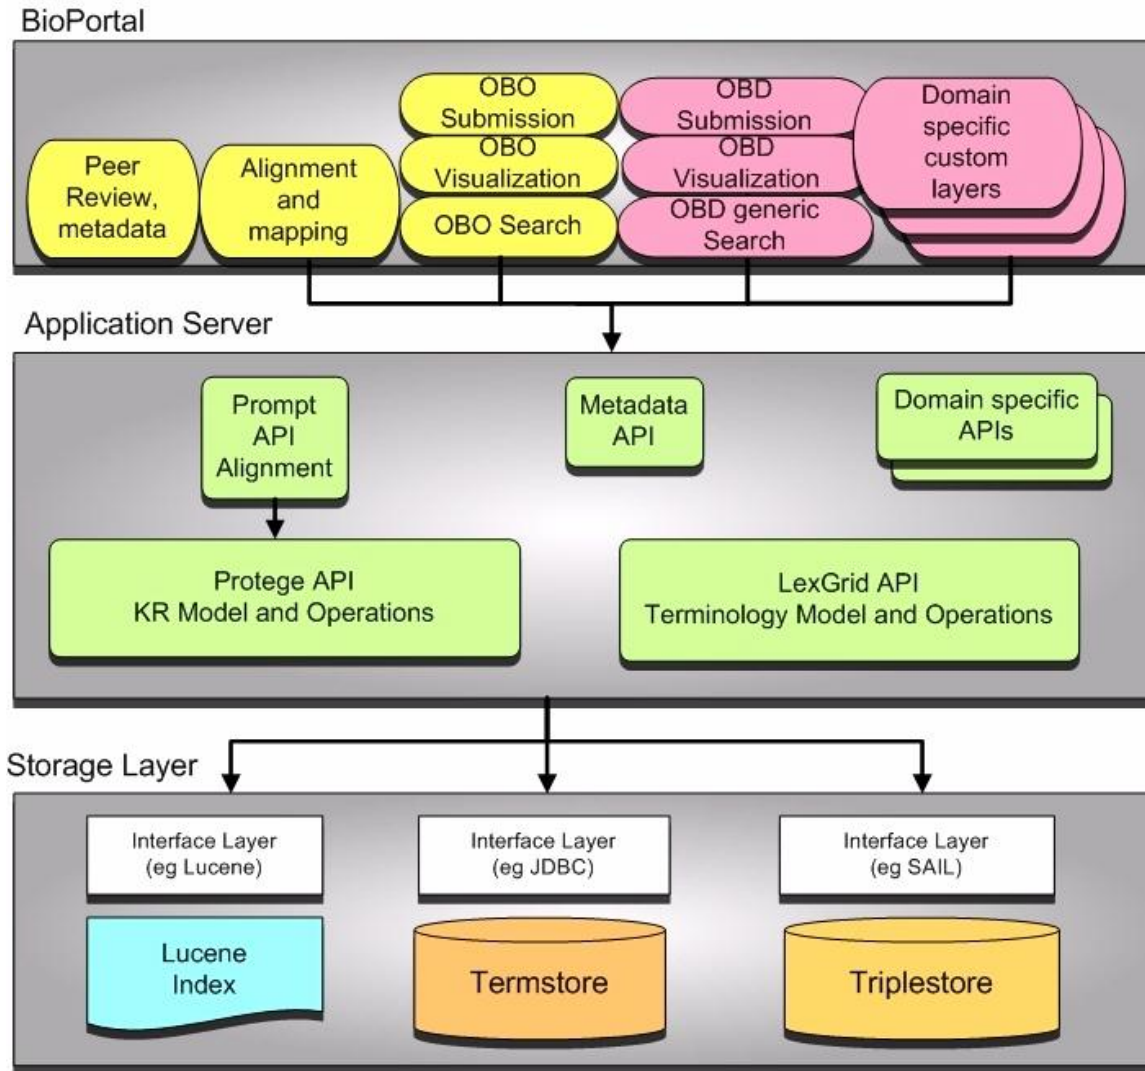 BioPortal
Peer
Review,
metadata
Alignment
and
mapping
OBO
Submission
OBO
Visualization
OBO Search
OBD
Submission
OBD
Visualization
OBD generic
Search
Domain
specific
custom
layers
Application Server
Prompt
API
Alignment
Metadata
API
Domain specific
APIs
Protege API
KR Model and Operations
LexGrid API
Terminology Model and Operations
Storage Layer
Interface Layer
(eg Lucene)
Interface Layer
(eg JDBC)
Interface Layer
(eg SAIL)
Lucene
Index
Termstore
Triplestore